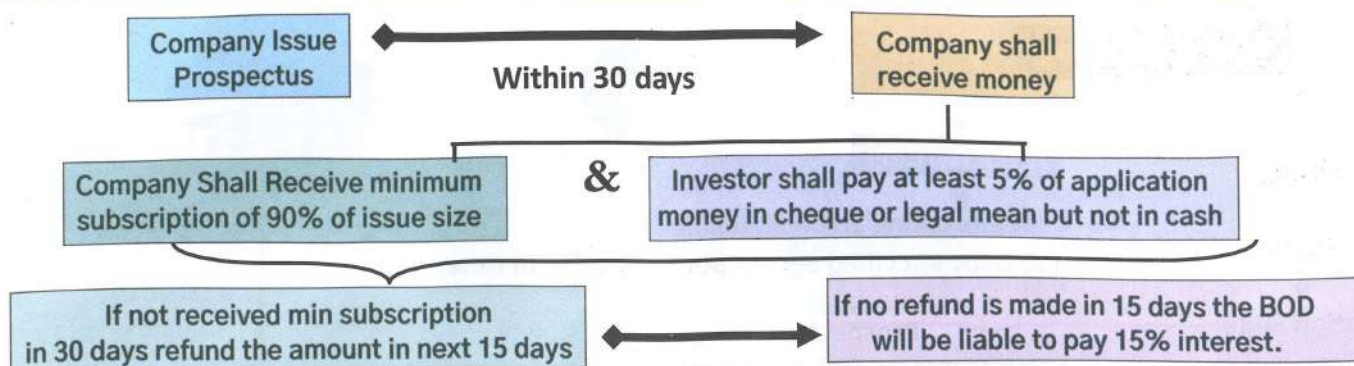 Company Issue
Prospectus
Within 30 days
Company shall
receive money
Company Shall Receive minimum
subscription of 90% of issue size
&
Investor shall pay at least 5% of application
money in cheque or legal mean but not in cash
If not received min subscription
in 30 days refund the amount in next 15 days
If no refund is made in 15 days the BOD
will be liable to pay 15% interest.